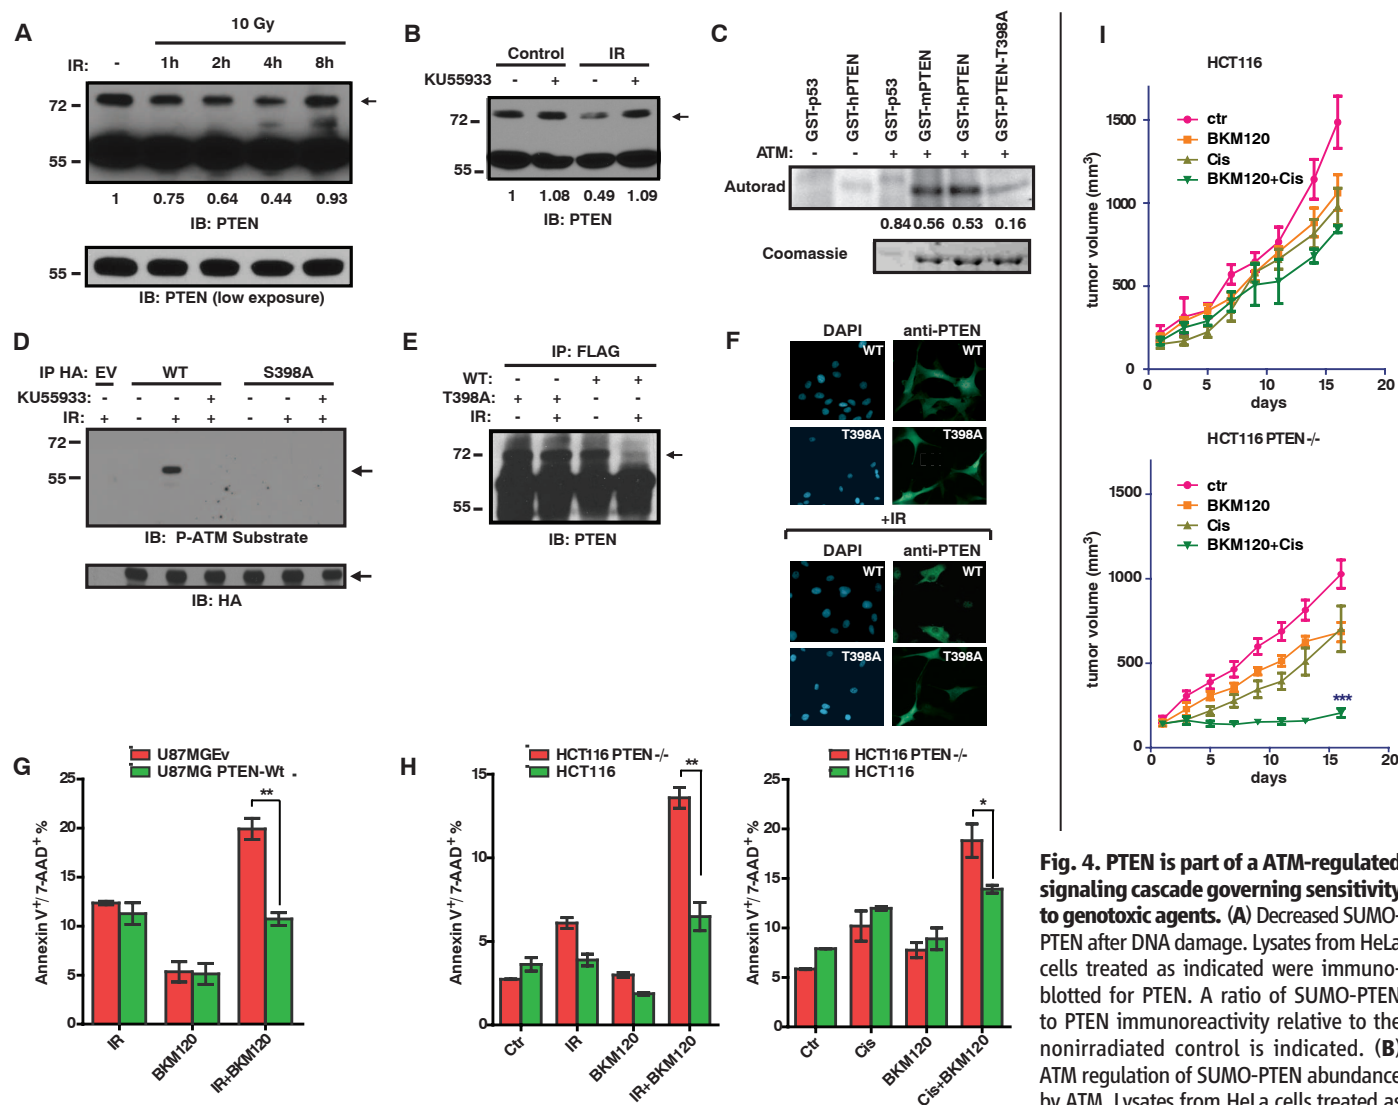 A
10 Gy
IR: - 1h 2h 4h 8h
72
55
1 0.75 0.64 0.44 0.93
IB: PTEN
55
IB: PTEN (low exposure)
B
Control IR
KU55933 - + - +
72
55
1 1.08 0.49 1.09
IB: PTEN
C
GST-p53
GST-hPTEN
GST-p53
GST-mPTEN
GST-hPTEN
GST-PTEN-T398A
ATM: - - + + + +
Autorad
0.84 0.56 0.53 0.16
Coomassie
D
IP HA: EV WT S398A
KU55933: - - - + - - +
IR: + - + + - + +
72
55
IB: P-ATM Substrate
IB: HA
E
IP: FLAG
WT: - - + +
T398A: + + - -
IR: - + - +
72
55
IB: PTEN
F
DAPI anti-PTEN
WT WT
T398A T398A
+IR
DAPI anti-PTEN
WT WT
T398A T398A
G
U87MGEv
U87MG PTEN-Wt
Annexin V+/ 7-AAD+ %
25
20
15
10
5
0
**
IR
BKM120
IR+BKM120
H
HCT116 PTEN-/-
HCT116
Annexin V+/ 7-AAD+ %
15
10
5
0
**
Ctr
IR
BKM120
IR+BKM120
HCT116 PTEN-/-
HCT116
Annexin V+/ 7-AAD+ %
25
20
15
10
5
0
*
Ctr
Cis
BKM120
Cis+BKM120
I
HCT116
tumor volume (mm3)
1500
1000
500
0
ctr
BKM120
Cis
BKM120+Cis
0 5 10 15 20
days
HCT116 PTEN-/-
tumor volume (mm3)
1500
1000
500
0
ctr
BKM120
Cis
BKM120+Cis
***
0 5 10 15 20
days
Fig. 4. PTEN is part of a ATM-regulated
signaling cascade governing sensitivity
to genotoxic agents. (A) Decreased SUMO-
PTEN after DNA damage. Lysates from HeLa
cells treated as indicated were immuno-
blotted for PTEN. A ratio of SUMO-PTEN
to PTEN immunoreactivity relative to the
nonirradiated control is indicated. (B)
ATM regulation of SUMO-PTEN abundance
by ATM. Lysates from HeLa cells treated as